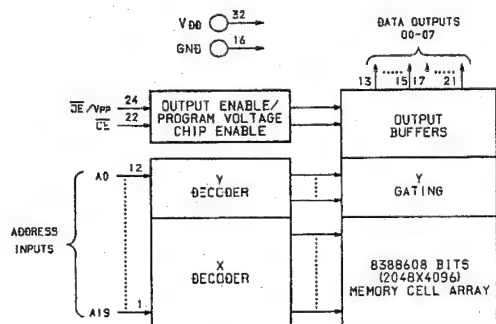 VDD 32
GND 16
DATA OUTPUTS
00-07
13 15 17 21
OE/VPP 24
CE 22
OUTPUT ENABLE/
PROGRAM VOLTAGE
CHIP ENABLE
OUTPUT
BUFFERS
A0 12
Y
DECODER
Y
GATING
ADDRESS
INPUTS
X
DECODER
8388608 BITS
(2048X4096)
MEMORY CELL ARRAY
A19 1